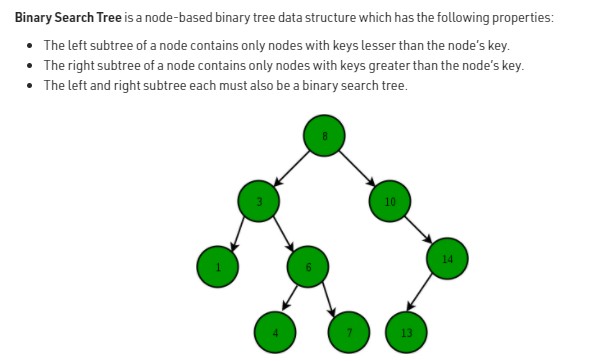 Binary Search Tree is a node-based binary tree data structure which has the following properties:
• The left subtree of a node contains only nodes with keys lesser than the node's key.
• The right subtree of a node contains only nodes with keys greater than the node's key.
• The left and right subtree each must also be a binary search tree.
8
3 10
1 6 14
4 7 13